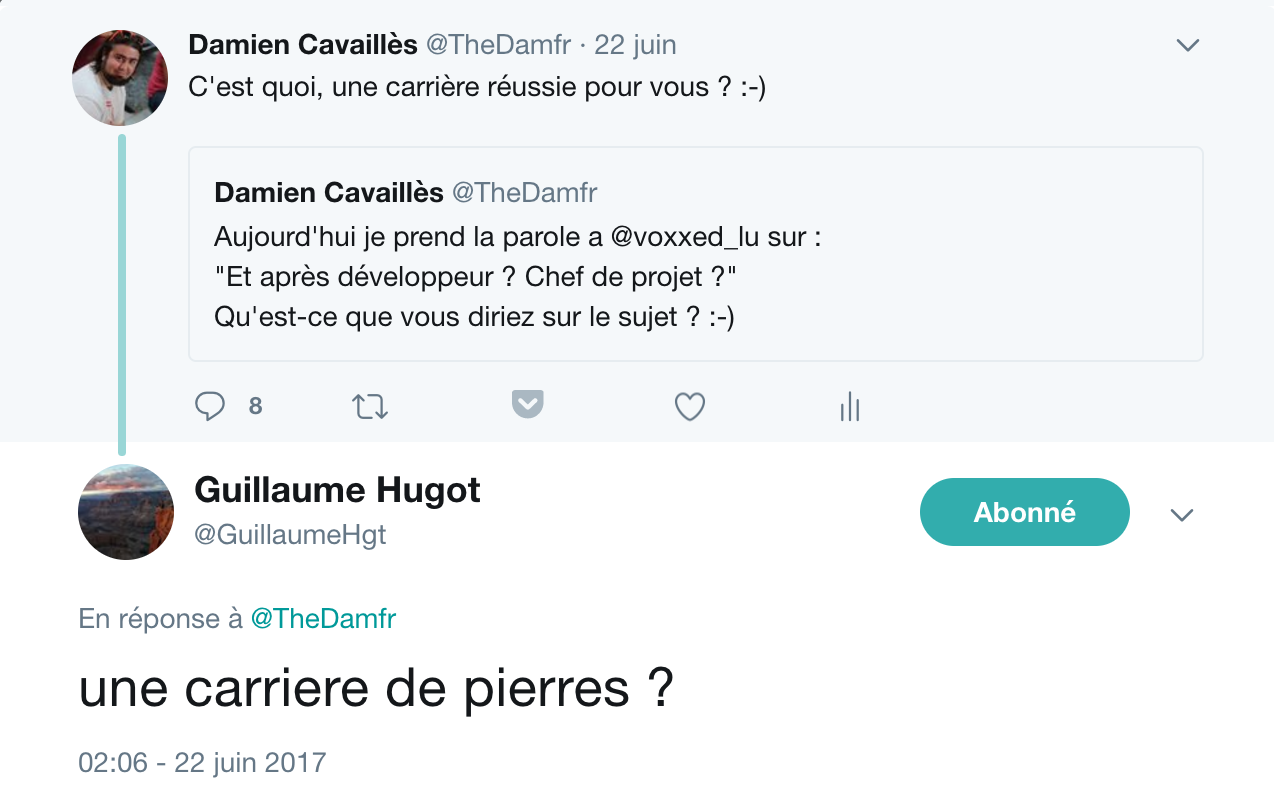 Damien Cavaillès @TheDamfr · 22 juin
C'est quoi, une carrière réussie pour vous ? :-)
Damien Cavaillès @TheDamfr
Aujourd'hui je prend la parole a @voxxed_lu sur :
"Et après développeur ? Chef de projet ?"
Qu'est-ce que vous diriez sur le sujet ? :-)
8
Guillaume Hugot
@GuillaumeHgt
Abonné
En réponse à @TheDamfr
une carriere de pierres ?
02:06 - 22 juin 2017